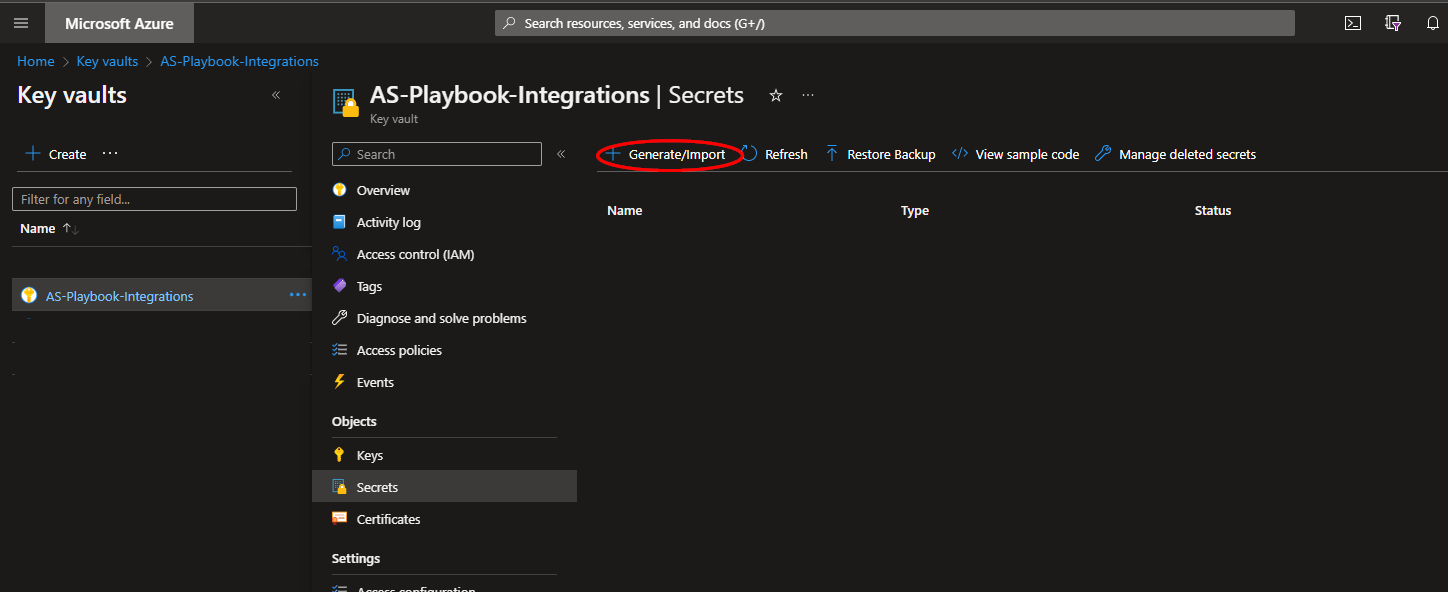 Microsoft Azure
Search resources, services, and docs (G+/)
Home > Key vaults > AS-Playbook-Integrations
Key vaults
«
+ Create ···
Filter for any field...
Name ↑↓
AS-Playbook-Integrations ···
AS-Playbook-Integrations | Secrets ☆ ···
Key vault
Search «
Overview
Activity log
Access control (IAM)
Tags
Diagnose and solve problems
Access policies
Events
Objects
Keys
Secrets
Certificates
Settings
Access configuration
+ Generate/Import Refresh Restore Backup </> View sample code Manage deleted secrets
Name Type Status